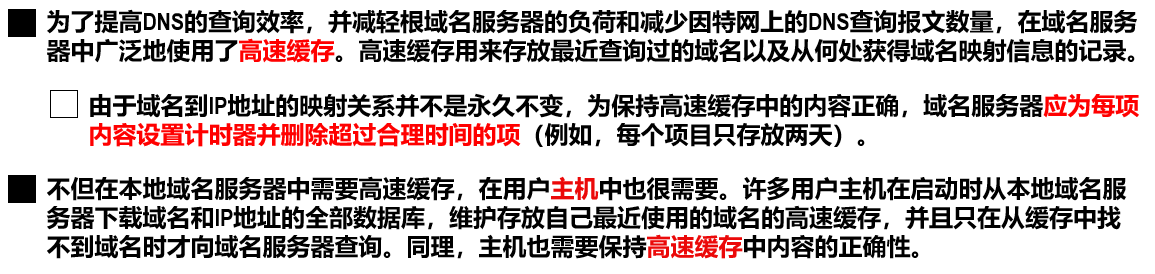 为了提高DNS的查询效率，并减轻根域名服务器的负荷和减少因特网上的DNS查询报文数量，在域名服务
器中广泛地使用了高速缓存。高速缓存用来存放最近查询过的域名以及从何处获得域名映射信息的记录。
由于域名到IP地址的映射关系并不是永久不变，为保持高速缓存中的内容正确，域名服务器应为每项
内容设置计时器并删除超过合理时间的项（例如，每个项目只存放两天）。
不但在本地域名服务器中需要高速缓存，在用户主机中也很需要。许多用户主机在启动时从本地域名服
务器下载域名和IP地址的全部数据库，维护存放自己最近使用的域名的高速缓存，并且只在从缓存中找
不到域名时才向域名服务器查询。同理，主机也需要保持高速缓存中内容的正确性。